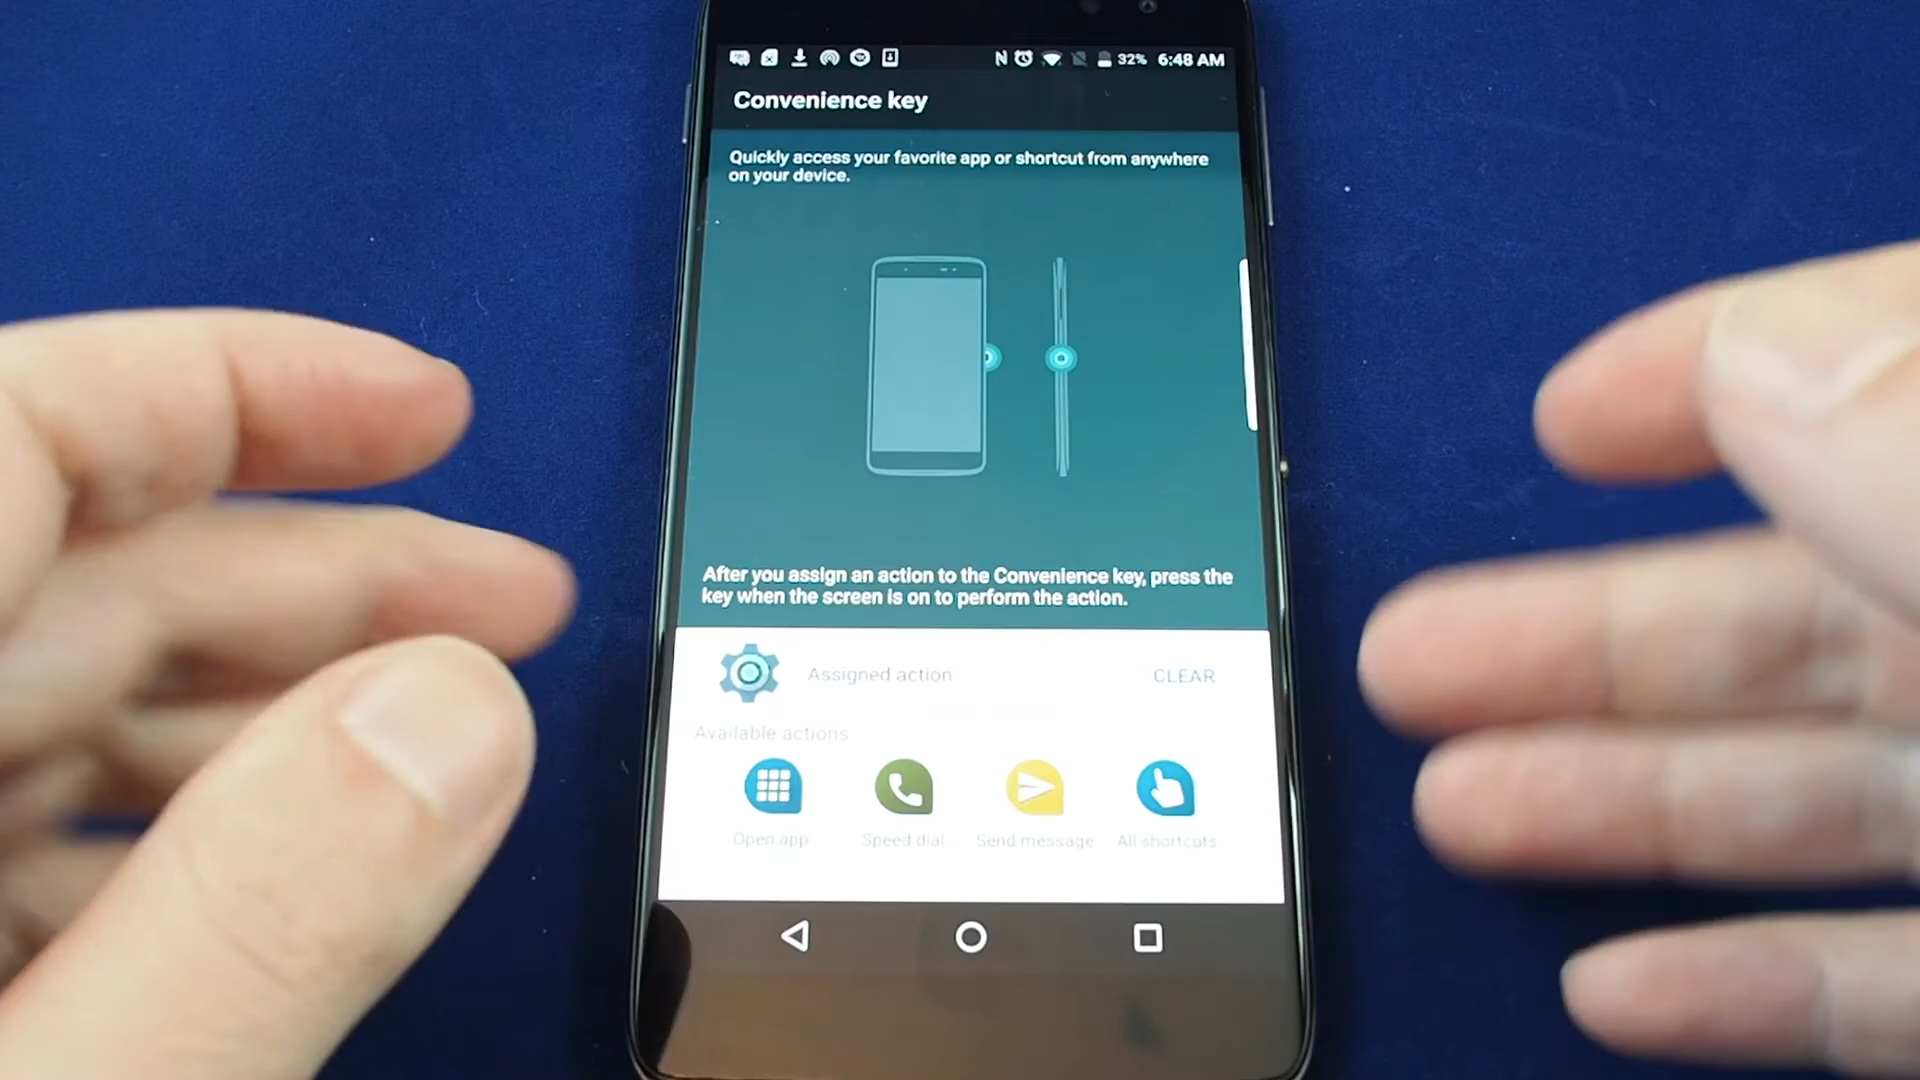 32% 6:48 AM
Convenience key
Quickly access your favorite app or shortcut from anywhere
on your device.
After you assign an action to the Convenience key, press the
key when the screen is on to perform the action.
Assigned action CLEAR
Available actions
Open app Speed dial Send message All shortcuts